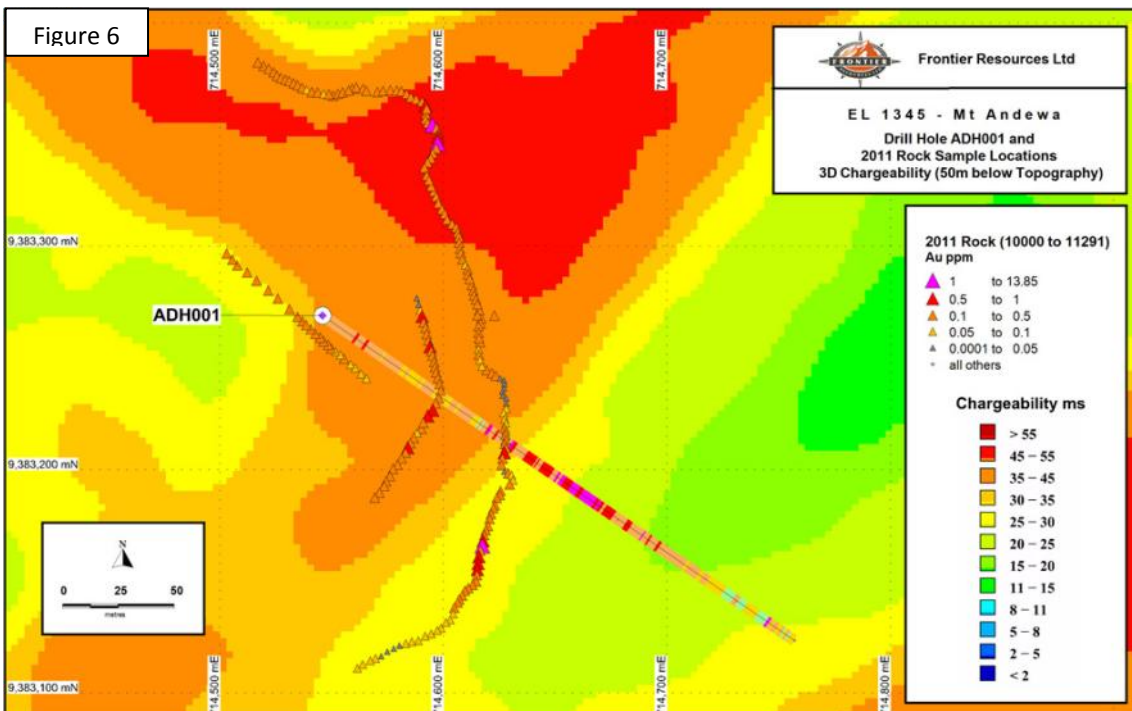 Figure 6
714,500 mE
714,600 mE
714,700 mE
FRONTIER
Frontier Resources Ltd
EL 1345 - Mt Andewa
Drill Hole ADH001 and
2011 Rock Sample Locations
3D Chargeability (50m below Topography)
9,383,300 mN
ADH001
2011 Rock (10000 to 11291)
Au ppm
1 to 13.85
0.5 to 1
0.1 to 0.5
0.05 to 0.1
0.0001 to 0.05
all others
Chargeability ms
> 55
45 – 55
35 – 45
30 – 35
25 – 30
20 – 25
15 – 20
11 – 15
8 – 11
5 – 8
2 – 5
< 2
9,383,200 mN
N
0 25 50
metres
9,383,100 mN
714,500 mE
714,600 mE
714,700 mE
714,800 mE